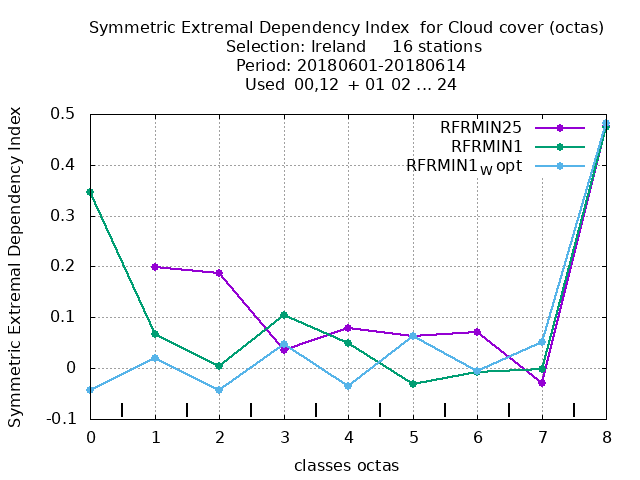 Symmetric Extremal Dependency Index  for Cloud cover (octas)
Selection: Ireland     16 stations
Period: 20180601-20180614
Used  00,12  + 01 02 ... 24
Symmetric Extremal Dependency Index
0.5
0.4
0.3
0.2
0.1
0
-0.1
RFRMIN25
RFRMIN1
RFRMIN1w opt
0 1 2 3 4 5 6 7 8
classes octas